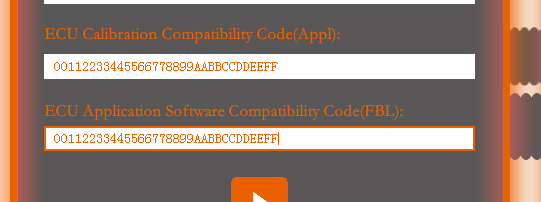 ECU Calibration Compatibility Code(Appl):
00112233445566778899AABBCCDDEEFF
ECU Application Software Compatibility Code(FBL):
00112233445566778899AABBCCDDEEFF